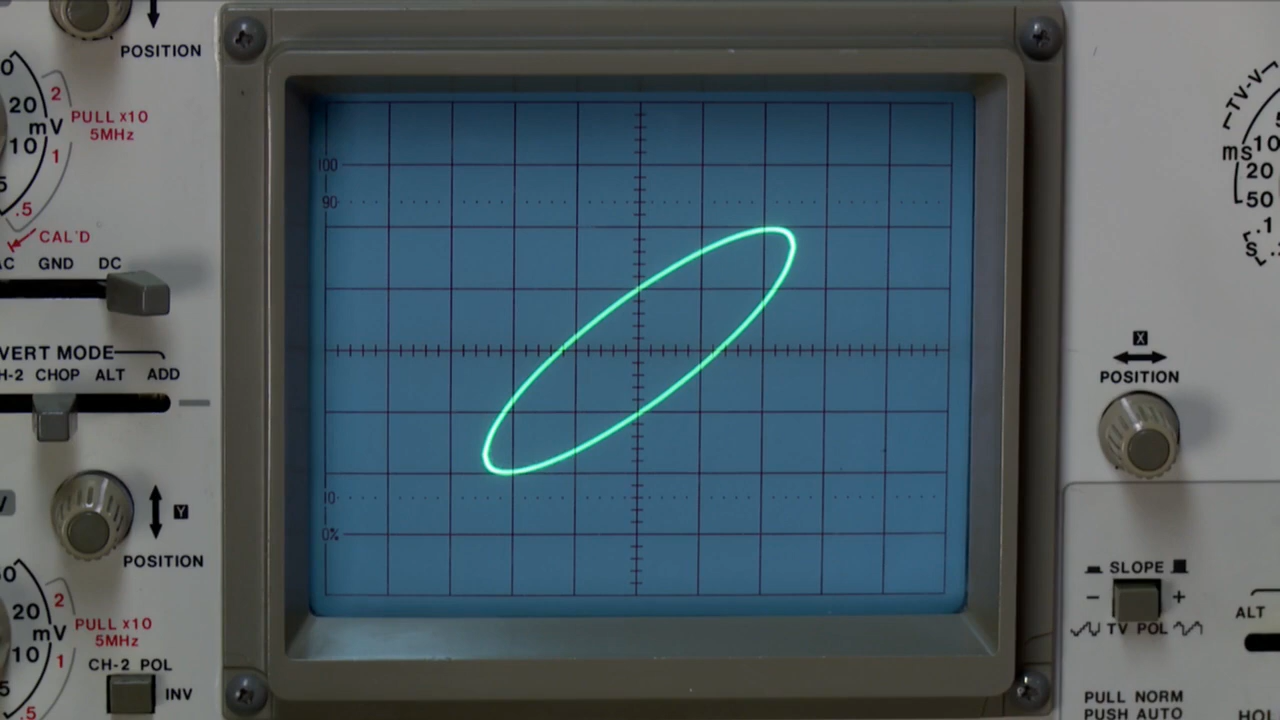 POSITION
20
mV
10
2
PULL x10
5MHz
1
.5
CAL'D
GND DC
VERT MODE
CHOP ALT ADD
Y
POSITION
20
mV
10
2
PULL x10
5MHz
1
.5
CH-2 POL
INV
100
90
10
0%
TV-V
ms
10
20
50
.1
S
X
POSITION
SLOPE
− +
TV POL
ALT
PULL NORM
PUSH AUTO